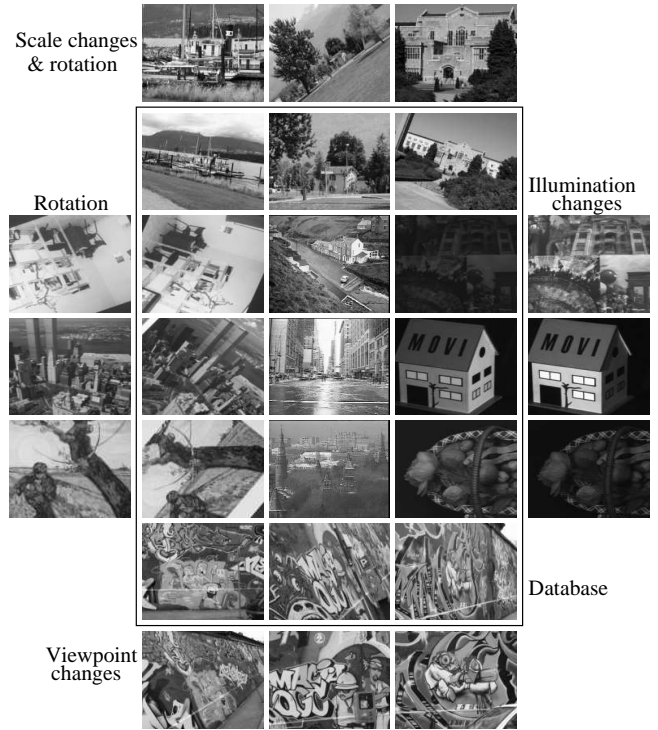 Scale changes
& rotation
Rotation
Illumination
changes
MOVI
MOVI
Database
Viewpoint
changes